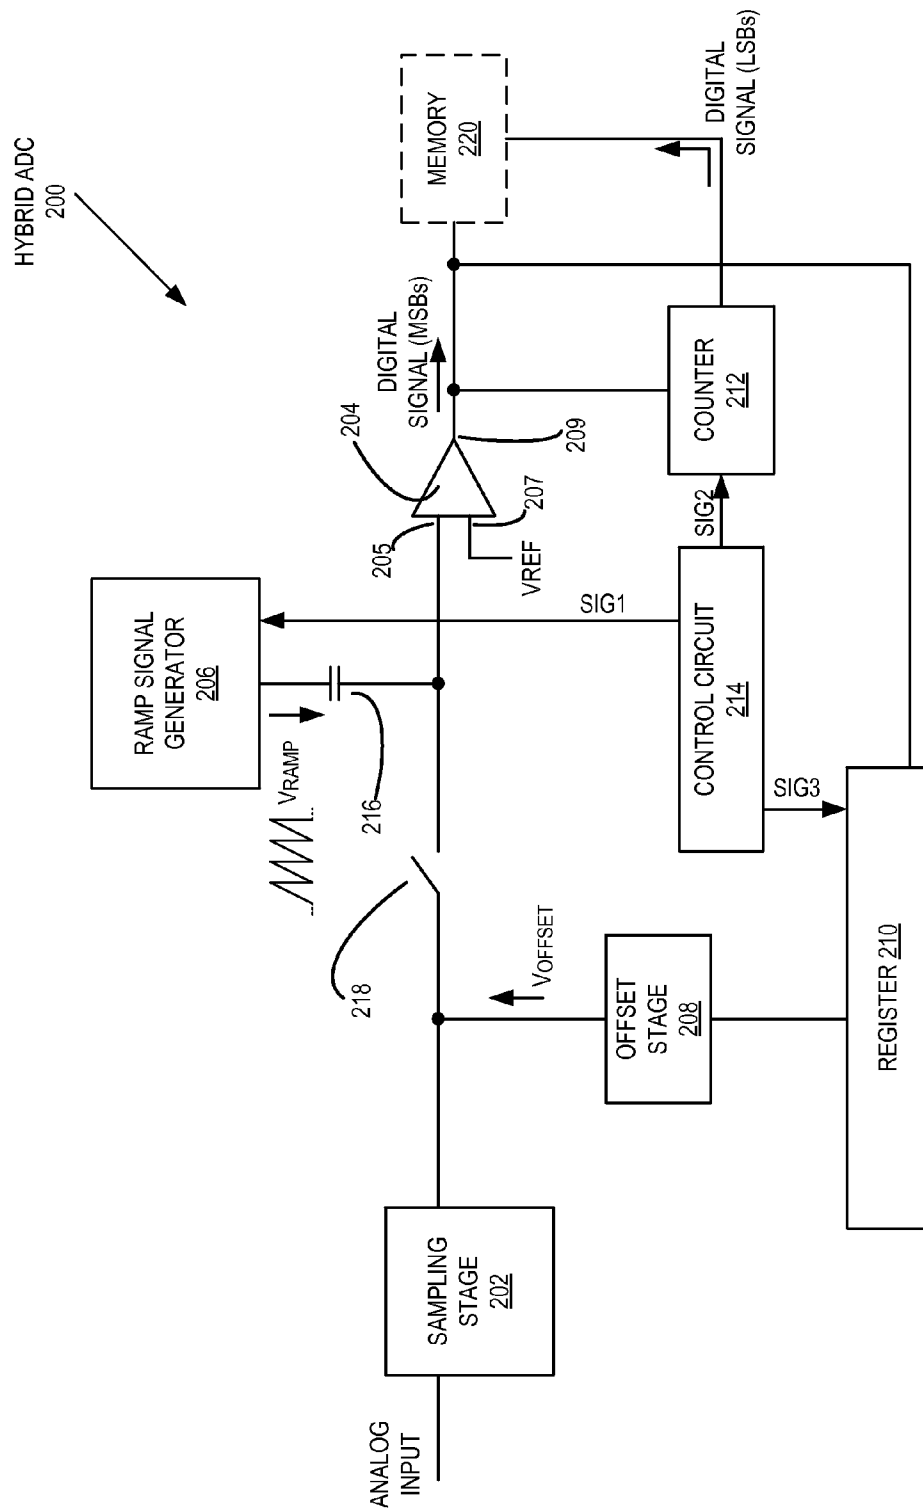 HYBRID ADC
200
RAMP SIGNAL
GENERATOR
206
VRAMP
216
218
204
205
207
209
VREF
DIGITAL
SIGNAL (MSBs)
MEMORY
220
DIGITAL
SIGNAL (LSBs)
ANALOG
INPUT
SAMPLING
STAGE
202
VOFFSET
OFFSET
STAGE
208
SIG1
CONTROL CIRCUIT
214
SIG2
COUNTER
212
SIG3
REGISTER 210